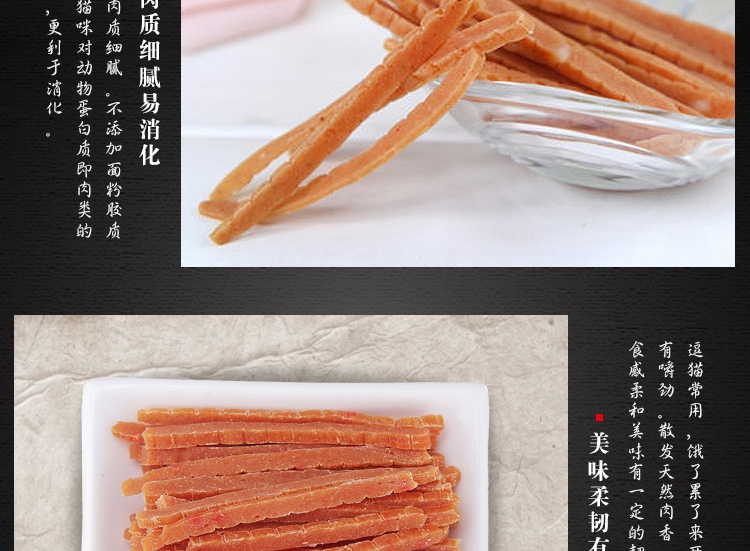 肉质细腻易消化
肉质细腻。不添加面粉胶质
猫咪对动物蛋白质即肉类的
,更利于消化。
逗猫常用,饿了累了来
有嚼劲。散发天然肉香
食感柔和美味有一定的韧
美味柔韧有